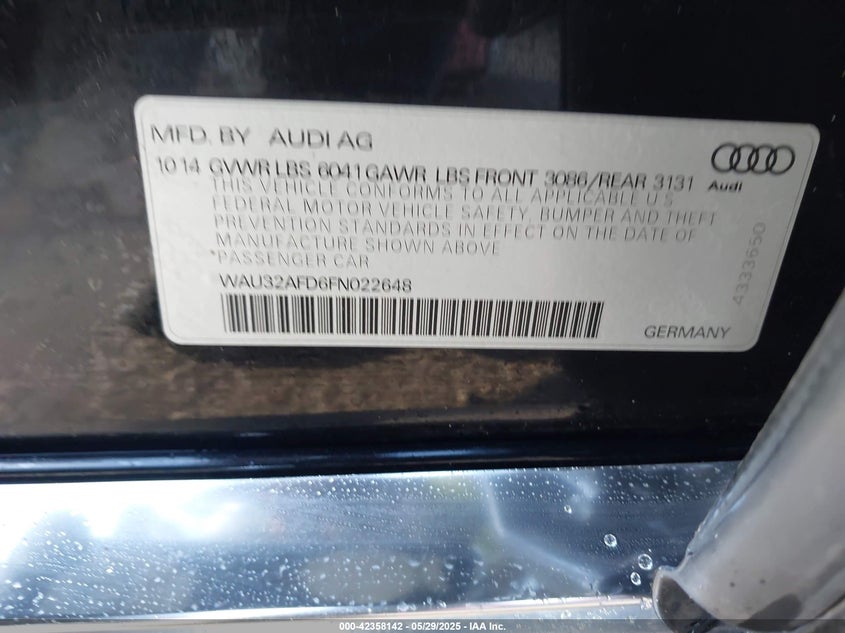 MFD. BY AUDI AG
10 14 GVWR LBS 6041 GAWR LBS FRONT 3086/REAR 3131
Audi
THIS VEHICLE CONFORMS TO ALL APPLICABLE U S
FEDERAL MOTOR VEHICLE SAFETY, BUMPER AND THEFT
PREVENTION STANDARDS IN EFFECT ON THE DATE OF
MANUFACTURE SHOWN ABOVE
*PASSENGER CAR
WAU32AFD6FN022648
4333650
GERMANY
000-42358142 - 05/29/2025 - IAA Inc.